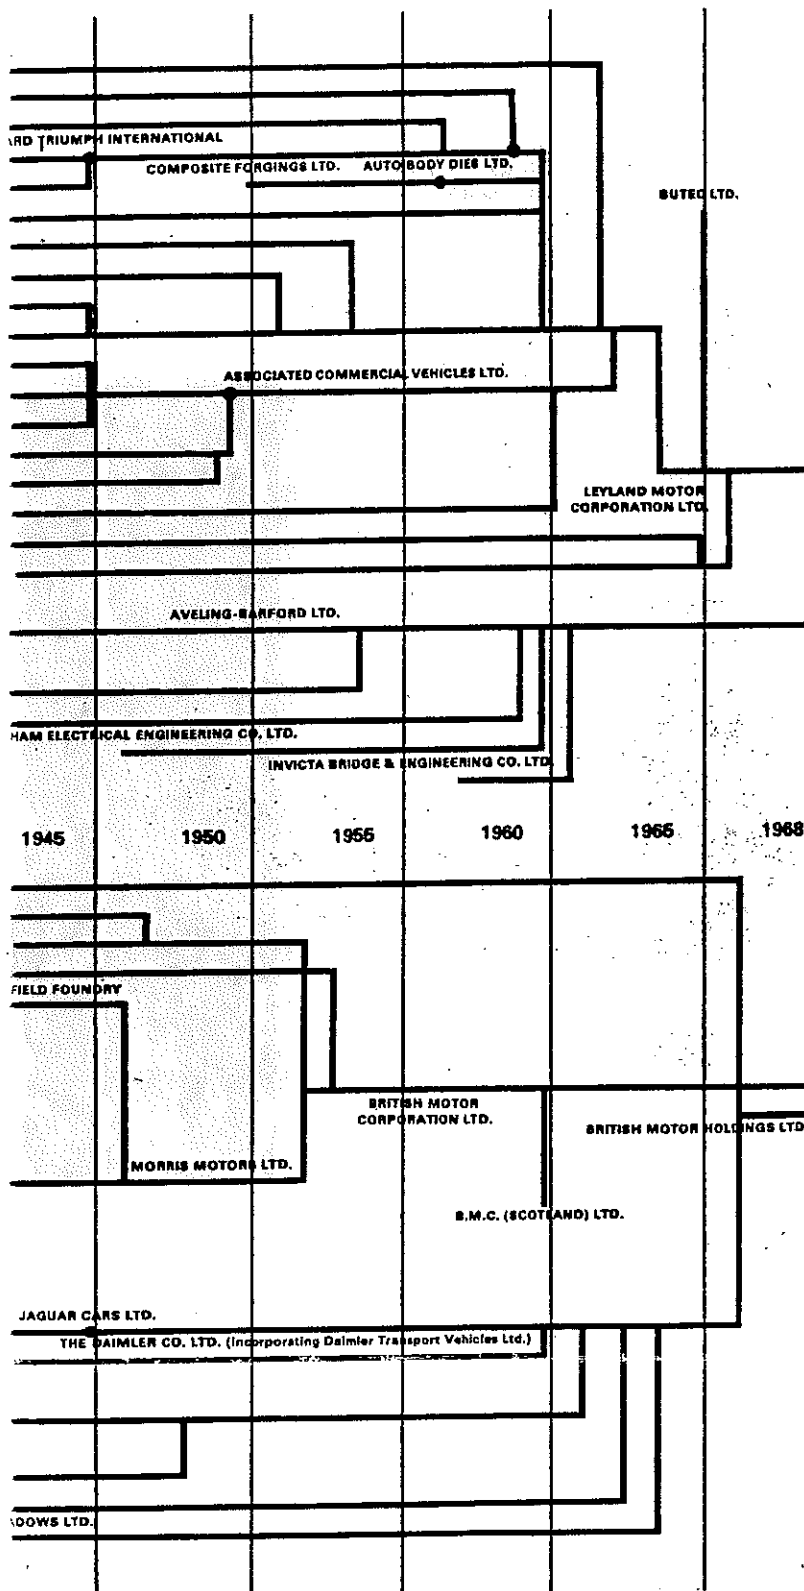 ARD TRIUMPH INTERNATIONAL
COMPOSITE FORGINGS LTD. AUTO BODY DIES LTD.
BUTEC LTD.
ASSOCIATED COMMERCIAL VEHICLES LTD.
LEYLAND MOTOR
CORPORATION LTD.
AVELING-BARFORD LTD.
HAM ELECTRICAL ENGINEERING CO. LTD.
INVICTA BRIDGE & ENGINEERING CO. LTD.
1945 1950 1955 1960 1965 1968
FIELD FOUNDRY
BRITISH MOTOR
CORPORATION LTD.
BRITISH MOTOR HOLDINGS LTD
MORRIS MOTORS LTD.
B.M.C. (SCOTLAND) LTD.
JAGUAR CARS LTD.
THE DAIMLER CO. LTD. (Incorporating Daimler Transport Vehicles Ltd.)
ADOWS LTD.